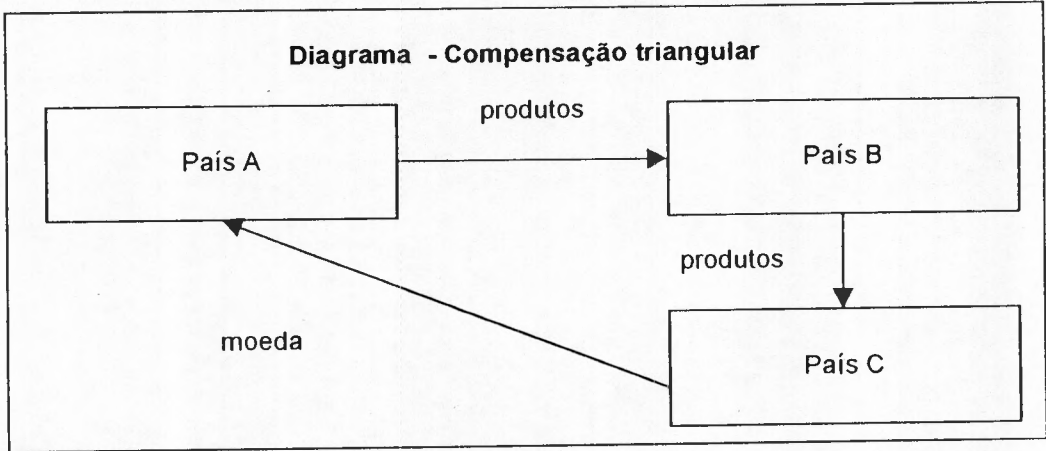 Diagrama - Compensação triangular
produtos
País A
País B
produtos
moeda
País C